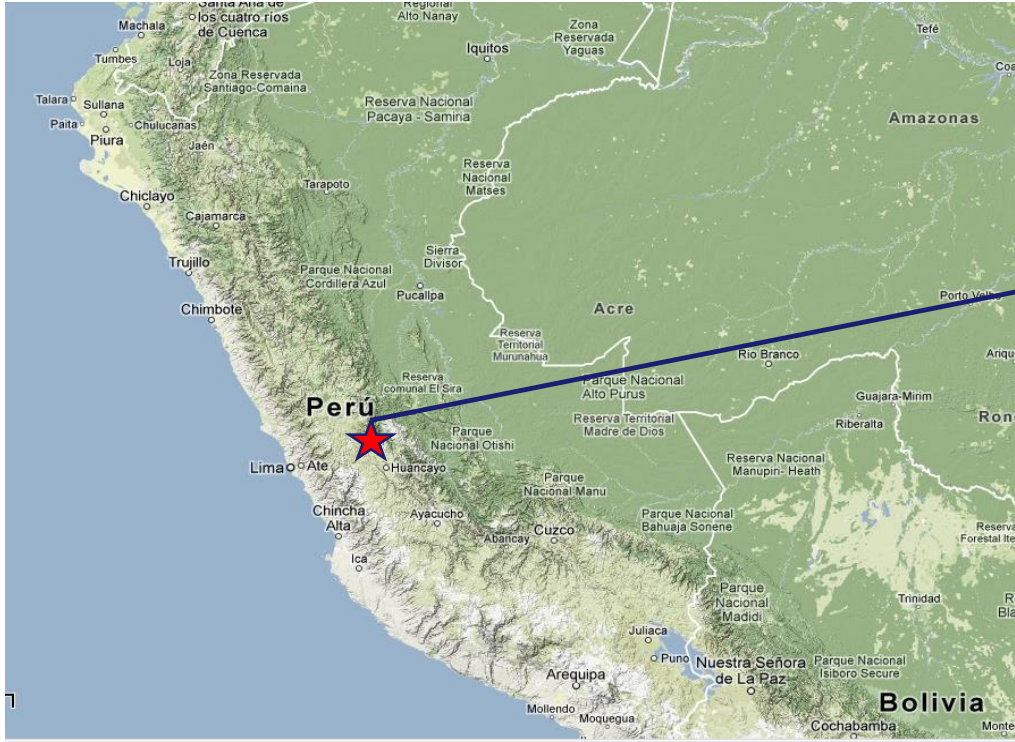 Santa Ana de
los cuatro ríos
de Cuenca
Regional
Alto Nanay
Machala
Tumbes
Loja
Zona Reservada
Santiago-Comaina
Iquitos
Zona
Reservada
Yaguas
Tefé
Talara
Sullana
Paita
Chulucanas
Piura
Jaén
Reserva Nacional
Pacaya - Samiria
Amazonas
Reserva
Nacional
Matses
Tarapoto
Chiclayo
Cajamarca
Trujillo
Sierra
Divisor
Parque Nacional
Cordillera Azul
Pucallpa
Chimbote
Acre
Porto Velho
Reserva
Territorial
Murunahua
Rio Branco
Reserva
comunal El Sira
Parque Nacional
Alto Purus
Guajara-Mirim
Riberalta
Perú
Parque
Nacional Otishi
Reserva Territorial
Madre de Dios
Lima
Ate
Huancayo
Reserva Nacional
Manupiri- Heath
Parque
Nacional Manu
Chincha
Alta
Ayacucho
Cuzco
Abancay
Parque Nacional
Bahuaja Sonene
Ica
Parque
Nacional
Madidi
Trinidad
Juliaca
Puno
Nuestra Señora
de La Paz
Parque Nacional
Isiboro Secure
Arequipa
Bolivia
Mollendo
Moquegua
Cochabamba